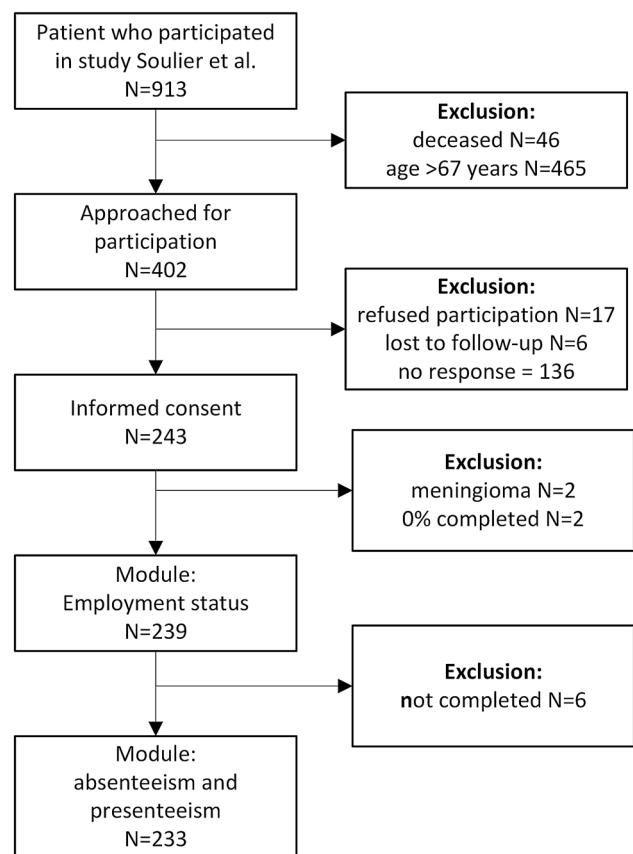 Patient who participated
in study Soulier et al.
N=913
Exclusion:
deceased N=46
age >67 years N=465
Approached for
participation
N=402
Exclusion:
refused participation N=17
lost to follow-up N=6
no response = 136
Informed consent
N=243
Exclusion:
meningioma N=2
0% completed N=2
Module:
Employment status
N=239
Exclusion:
not completed N=6
Module:
absenteeism and
presenteeism
N=233